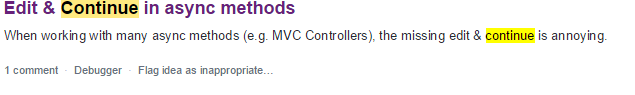 Edit & Continue in async methods
When working with many async methods (e.g. MVC Controllers), the missing edit & continue is annoying.
1 comment · Debugger · Flag idea as inappropriate...